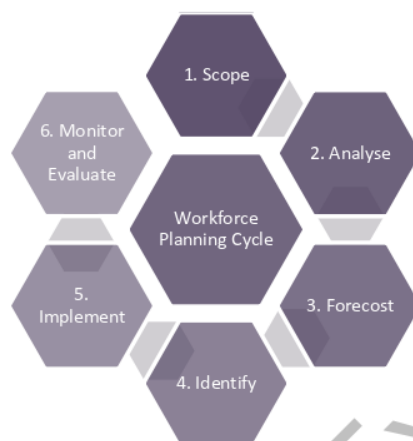 1. Scope
2. Analyse
3. Forecost
4. Identify
5.
Implement
6. Monitor
and
Evaluate
Workforce
Planning Cycle